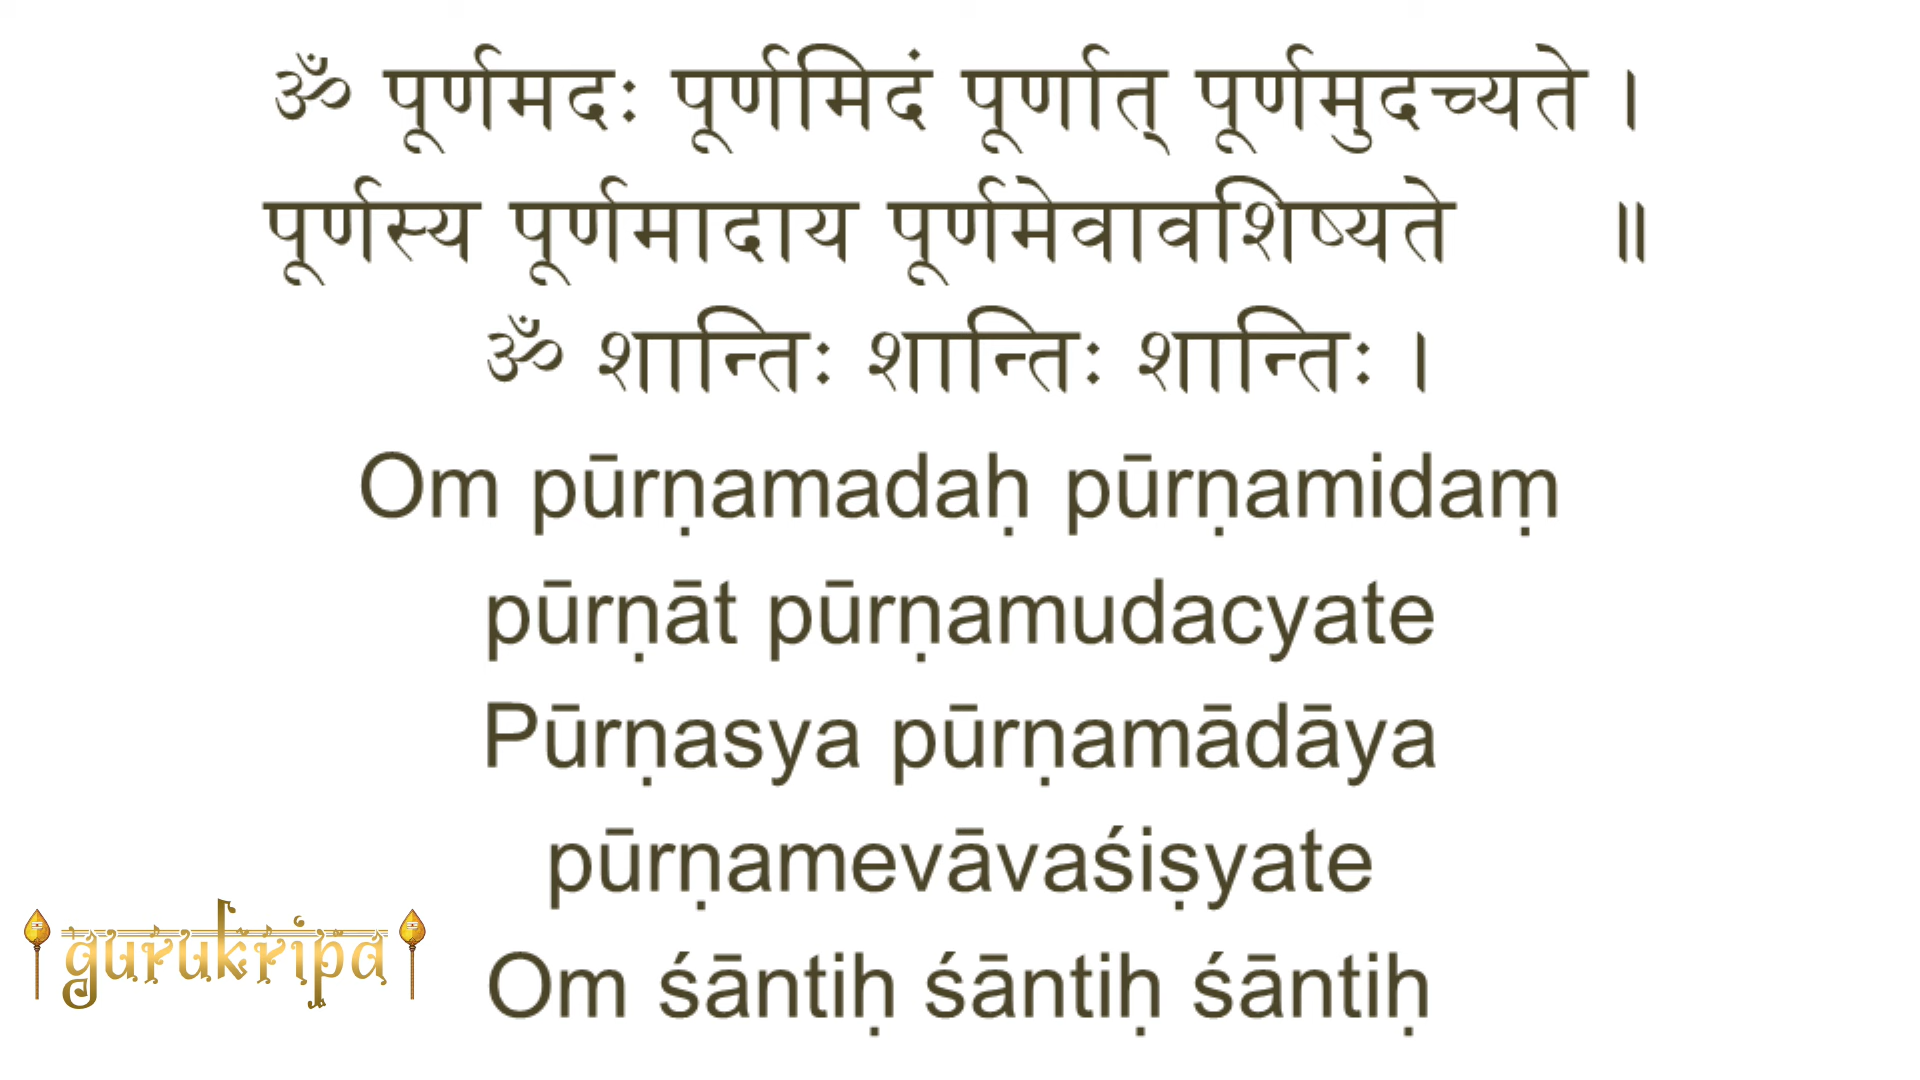 ॐ पूर्णमदः पूर्णमिदं पूर्णात् पूर्णमुदच्यते ।
पूर्णस्य पूर्णमादाय पूर्णमेवावशिष्यते ॥
ॐ शान्तिः शान्तिः शान्तिः ।
Om pūrṇamadaḥ pūrṇamidaṃ
pūrṇāt pūrṇamudacyate
Pūrṇasya pūrṇamādāya
pūrṇamevāvaśiṣyate
Om śāntiḥ śāntiḥ śāntiḥ
gurukripa